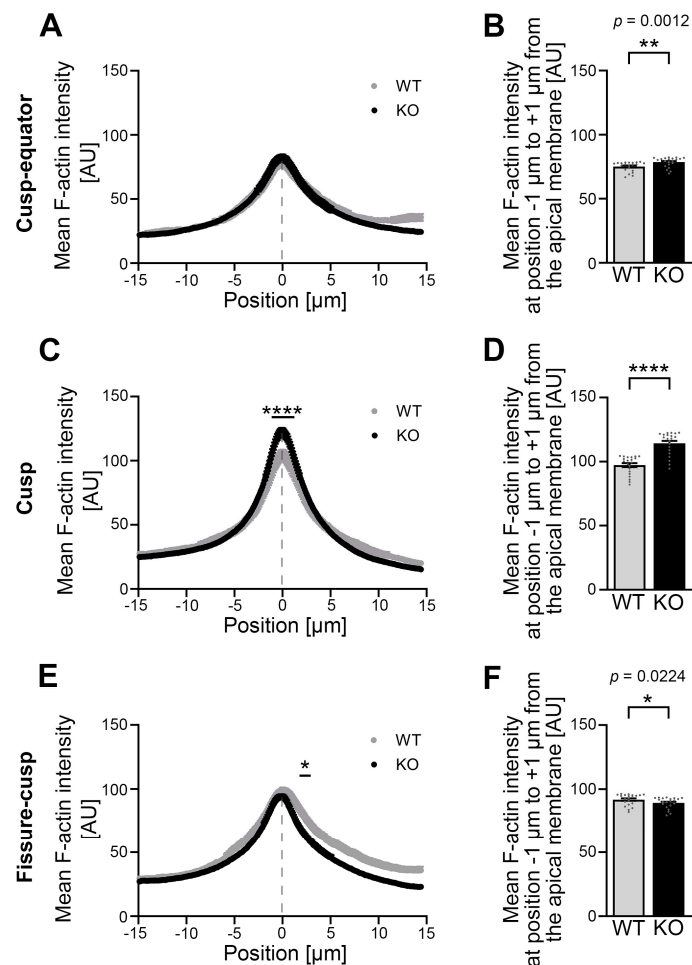 A
Cusp-equator
Mean F-actin intensity
[AU]
150
100
50
0
WT
KO
-15
-10
-5
0
5
10
15
Position [µm]
B
p = 0.0012
**
Mean F-actin intensity
at position -1 µm to +1 µm from
the apical membrane [AU]
150
100
50
0
WT
KO
C
Cusp
Mean F-actin intensity
[AU]
150
100
50
0
****
WT
KO
-15
-10
-5
0
5
10
15
Position [µm]
D
****
Mean F-actin intensity
at position -1 µm to +1 µm from
the apical membrane [AU]
150
100
50
0
WT
KO
E
Fissure-cusp
Mean F-actin intensity
[AU]
150
100
50
0
*
WT
KO
-15
-10
-5
0
5
10
15
Position [µm]
F
p = 0.0224
*
Mean F-actin intensity
at position -1 µm to +1 µm from
the apical membrane [AU]
150
100
50
0
WT
KO